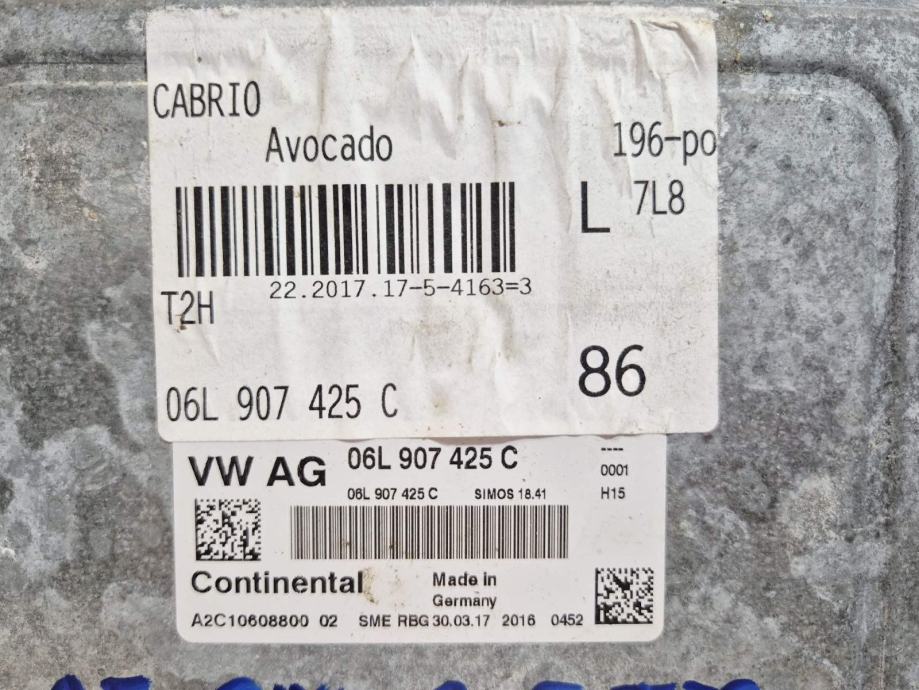 CABRIO
Avocado 196-po
L 7L8
22.2017.17-5-4163=3
T2H
86
06L 907 425 C
VW AG 06L 907 425 C ----
0001
06L 907 425 C SIMOS 18.41 H15
Continental Made in
Germany
A2C10608800 02 SME RBG 30.03.17 2016 0452